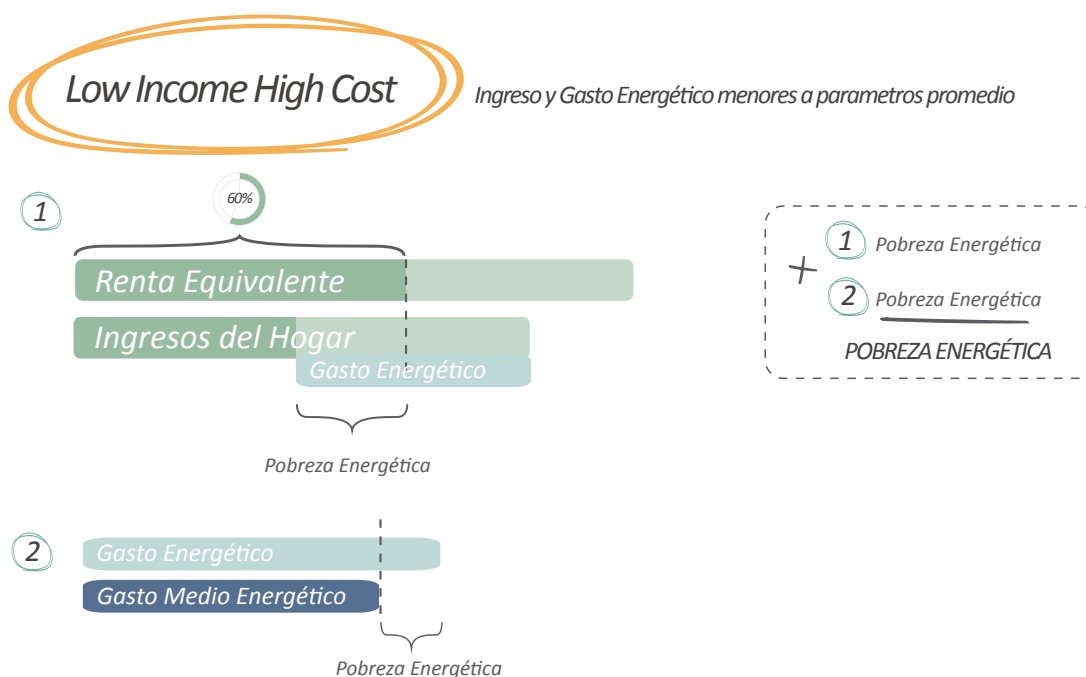 Low Income High Cost
Ingreso y Gasto Energético menores a parametros promedio
1
60%
Renta Equivalente
Ingresos del Hogar
Gasto Energético
Pobreza Energética
+
1 Pobreza Energética
2 Pobreza Energética
POBREZA ENERGÉTICA
2
Gasto Energético
Gasto Medio Energético
Pobreza Energética